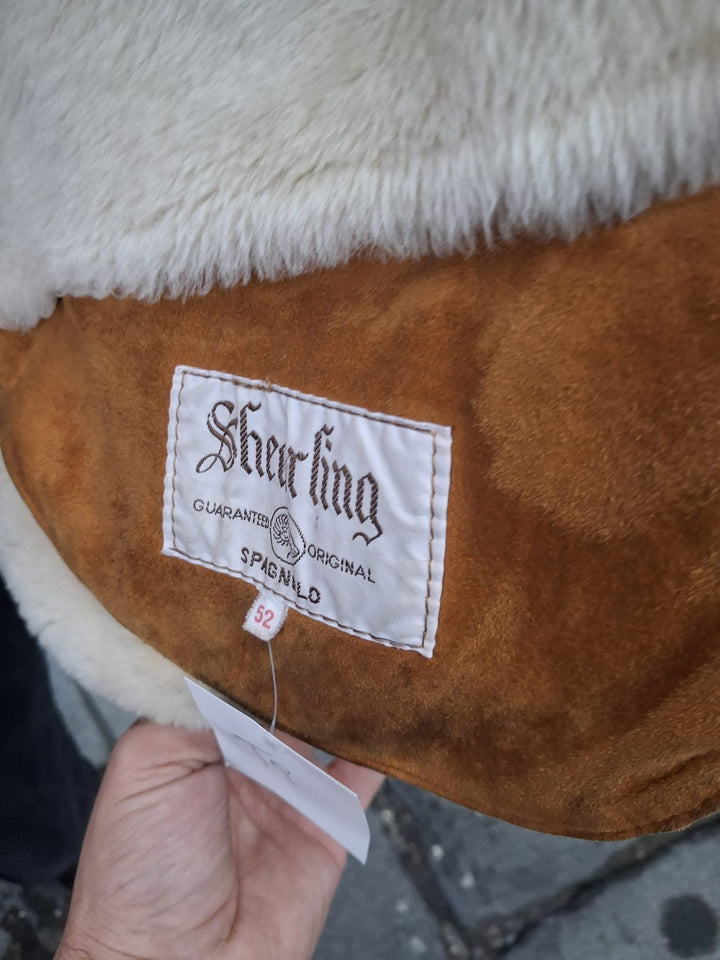 Shearling
GUARANTEED ORIGINAL
SPAGNOLO
52